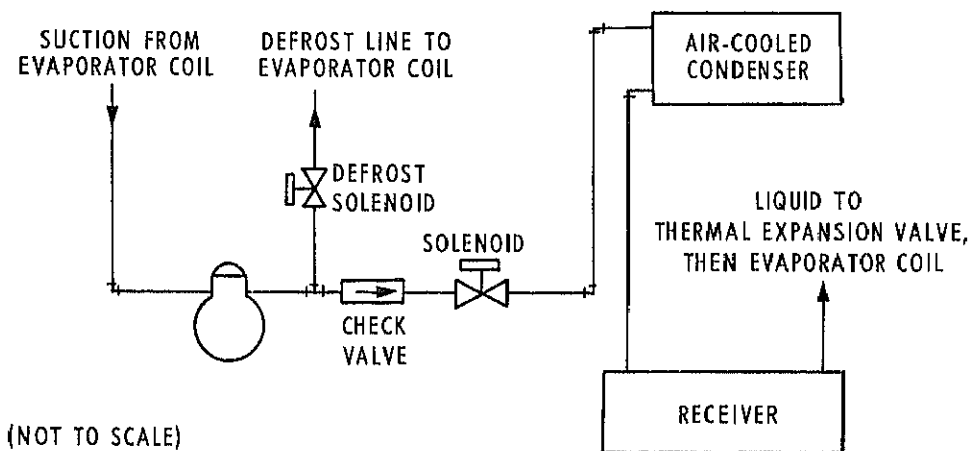 SUCTION FROM
EVAPORATOR COIL
DEFROST LINE TO
EVAPORATOR COIL
AIR-COOLED
CONDENSER
DEFROST
SOLENOID
SOLENOID
LIQUID TO
THERMAL EXPANSION VALVE,
THEN EVAPORATOR COIL
CHECK
VALVE
RECEIVER
(NOT TO SCALE)